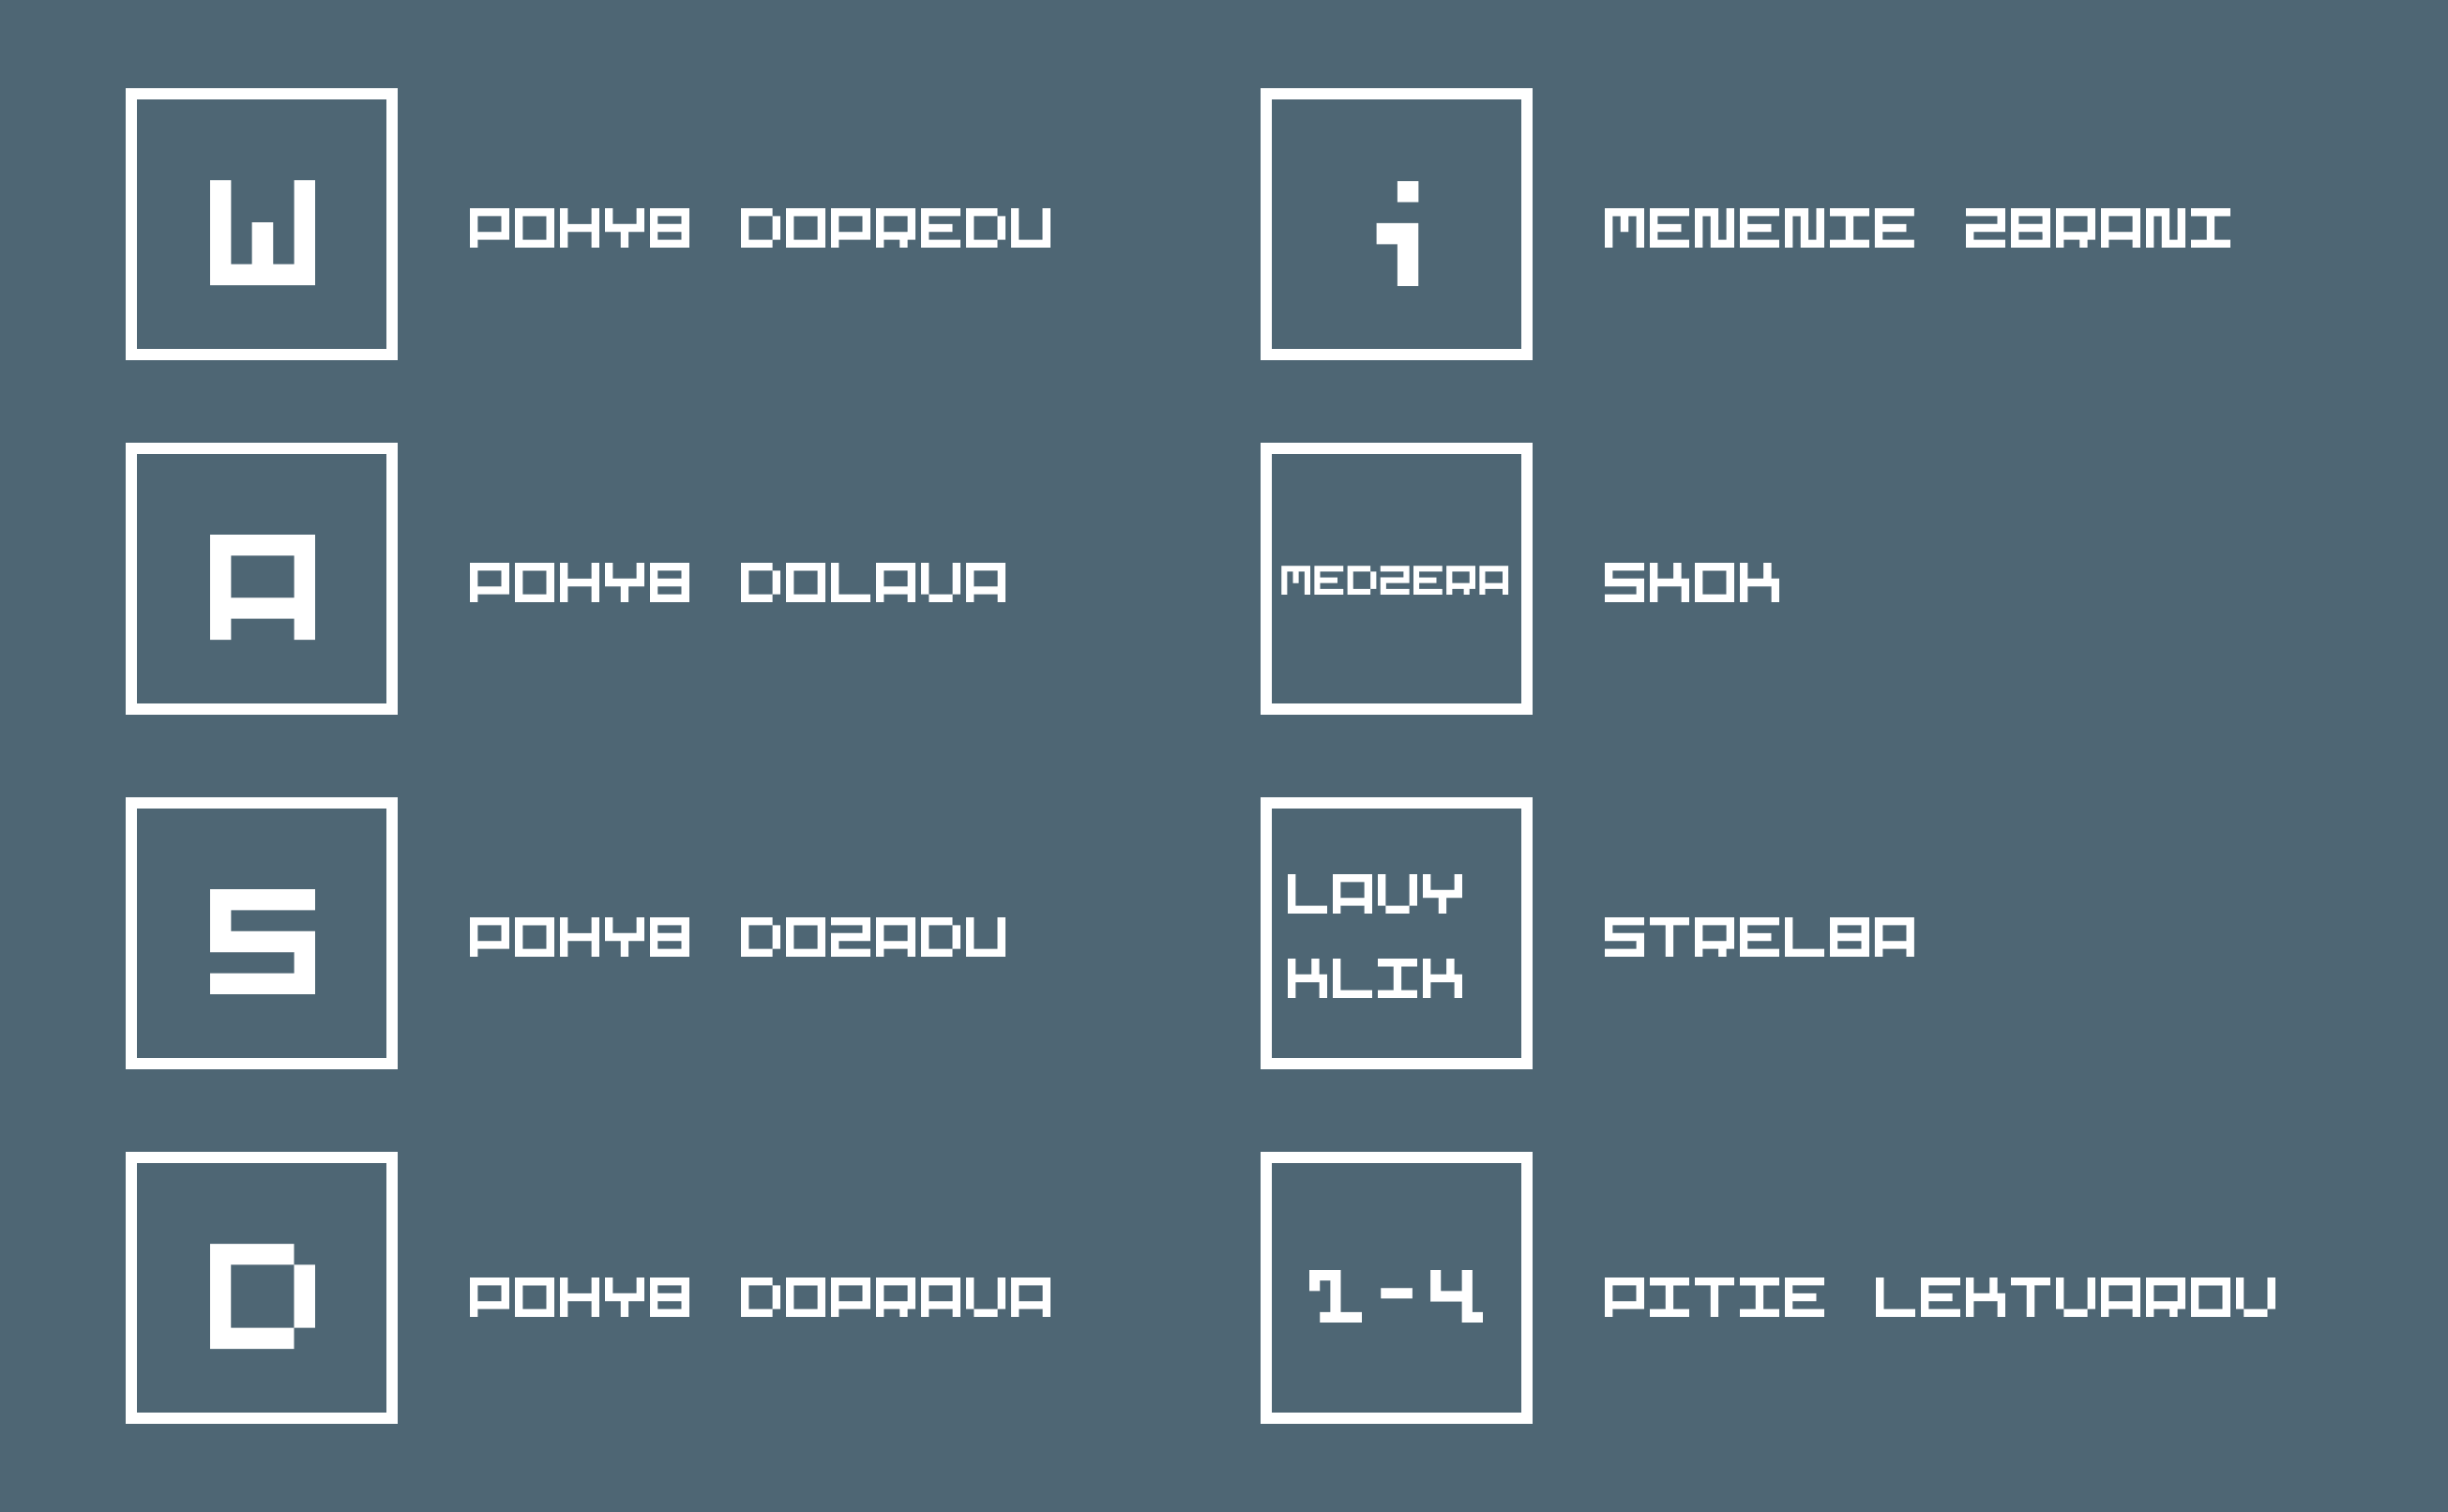 W
POHYB DOPREDU
A
POHYB DOLAVA
S
POHYB DOZADU
D
POHYB DOPRAVA
i
MENENIE ZBRANI
MEDZERA
SKOK
LAVY
KLIK
STRELBA
1-4
PITIE LEKTVAROV